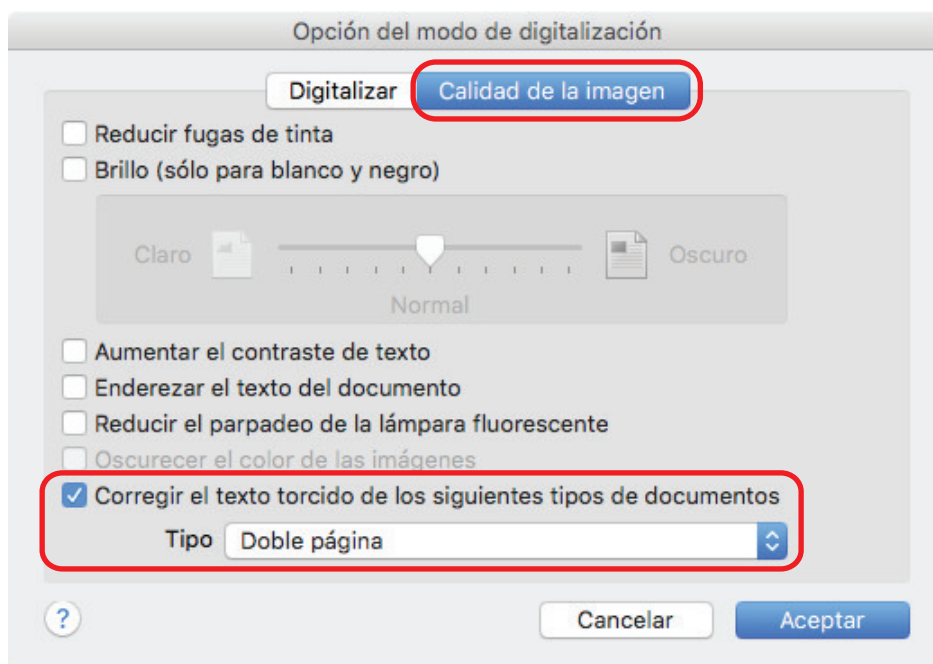 Opción del modo de digitalización
Digitalizar Calidad de la imagen
Reducir fugas de tinta
Brillo (sólo para blanco y negro)
Claro Oscuro
Normal
Aumentar el contraste de texto
Enderezar el texto del documento
Reducir el parpadeo de la lámpara fluorescente
Oscurecer el color de las imágenes
Corregir el texto torcido de los siguientes tipos de documentos
Tipo Doble página
? Cancelar Aceptar